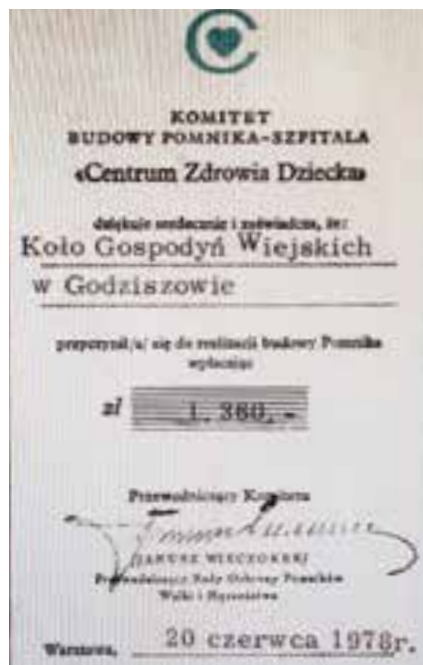 KOMITET
BUDOWY POMNIKA-SZPITALA
«Centrum Zdrowia Dziecka»
dziękuje serdecznie i zaświadcza, że:
Koło Gospodyń Wiejskich
w Godziszowie
przyczynił/a/ się do realizacji budowy Pomnika
wpłacając
zł 1.360,-
Przewodniczący Komitetu
JANUSZ WIECZOREK
Przewodniczący Rady Ochrony Pomników
Walki i Męczeństwa
Warszawa, 20 czerwca 1978r.